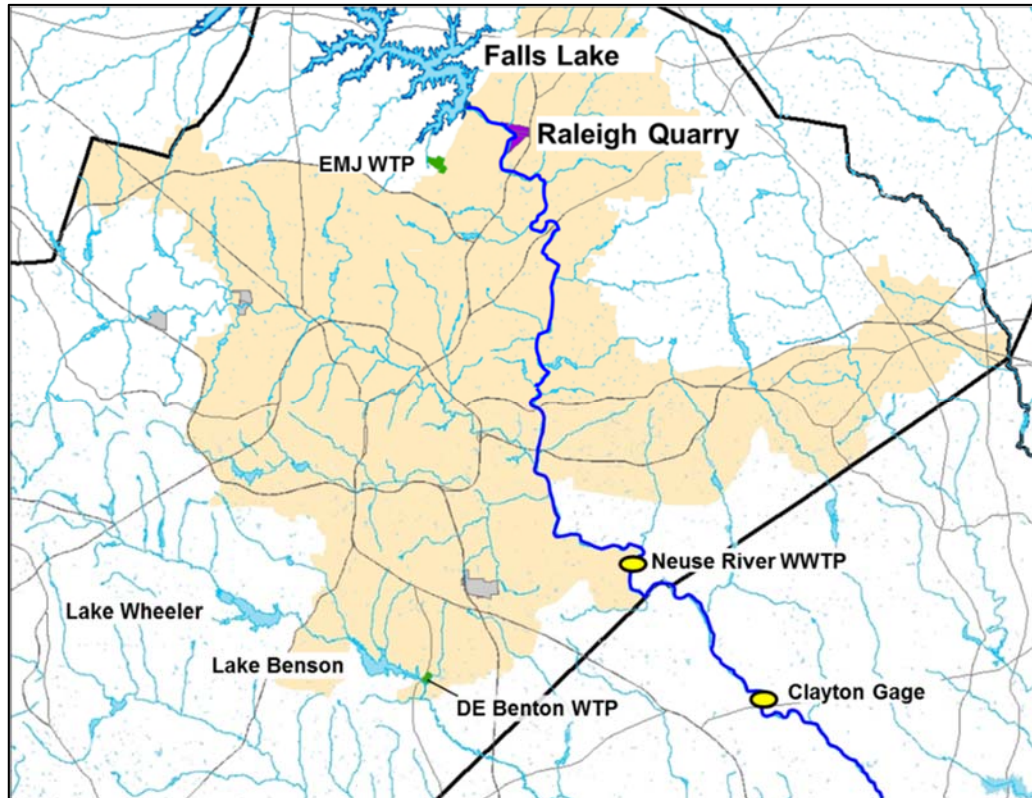 Falls Lake
Raleigh Quarry
EMJ WTP
Neuse River WWTP
Lake Wheeler
Lake Benson
Clayton Gage
DE Benton WTP